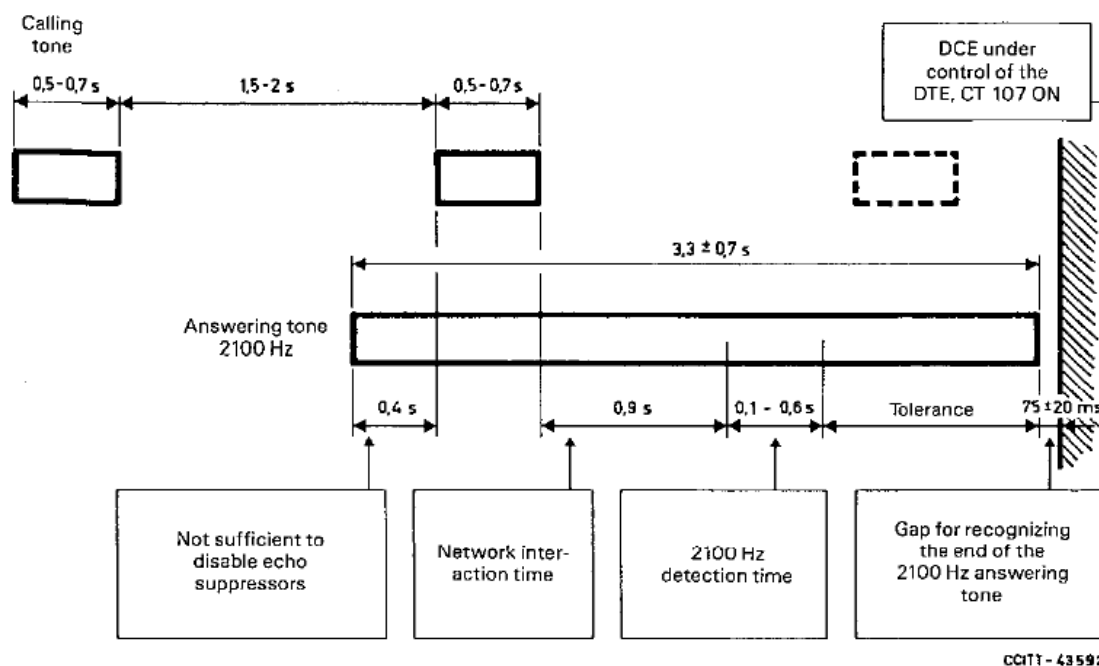 Calling
tone
0,5-0,7 s
1,5-2 s
0,5-0,7 s
DCE under
control of the
DTE, CT 107 ON
3,3 ± 0,7 s
Answering tone
2100 Hz
0,4 s
0,9 s
0,1 - 0,6 s
Tolerance
75 ±20 ms
Not sufficient to
disable echo
suppressors
Network inter-
action time
2100 Hz
detection time
Gap for recognizing
the end of the
2100 Hz answering
tone
CCITT - 43592